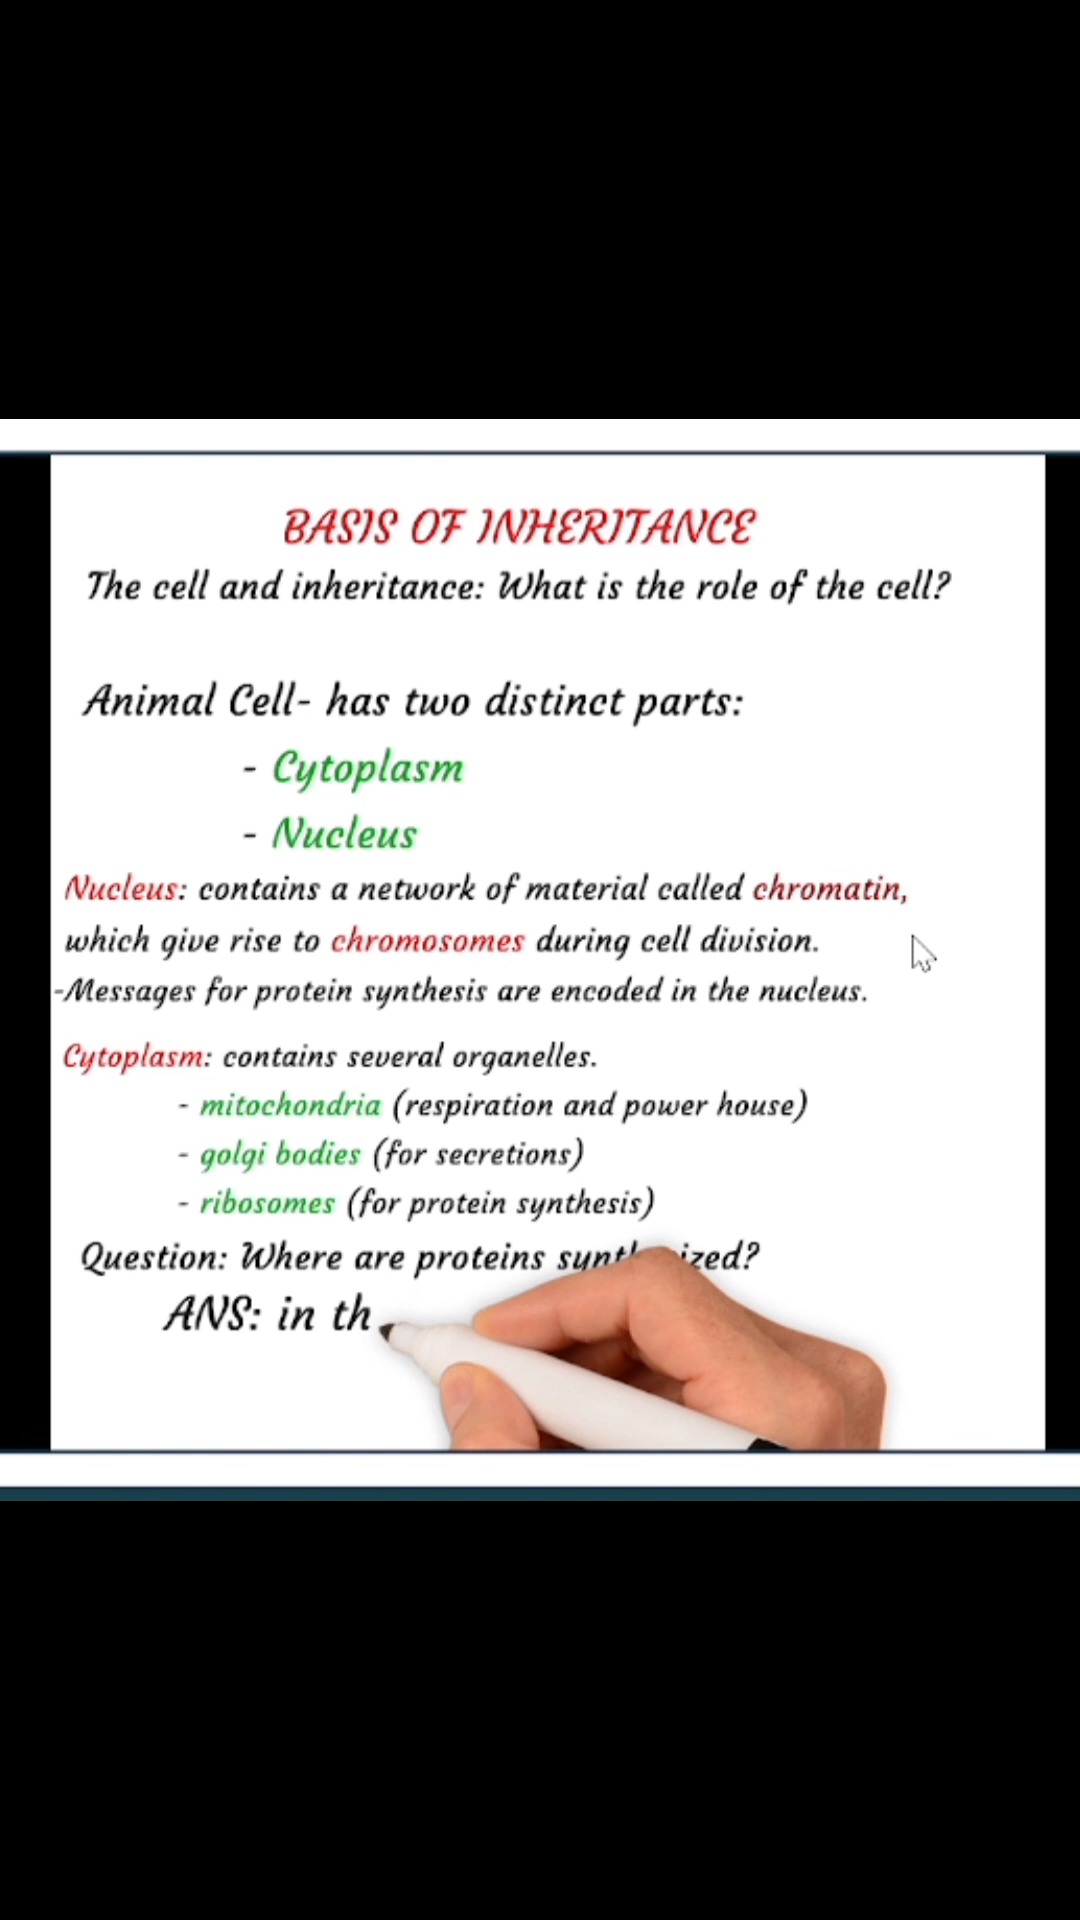 BASIS OF INHERITANCE
The cell and inheritance: What is the role of the cell?
Animal Cell- has two distinct parts:
- Cytoplasm
- Nucleus
Nucleus: contains a network of material called chromatin,
which give rise to chromosomes during cell division.
-Messages for protein synthesis are encoded in the nucleus.
Cytoplasm: contains several organelles.
- mitochondria (respiration and power house)
- golgi bodies (for secretions)
- ribosomes (for protein synthesis)
Question: Where are proteins synthesized?
ANS: in th